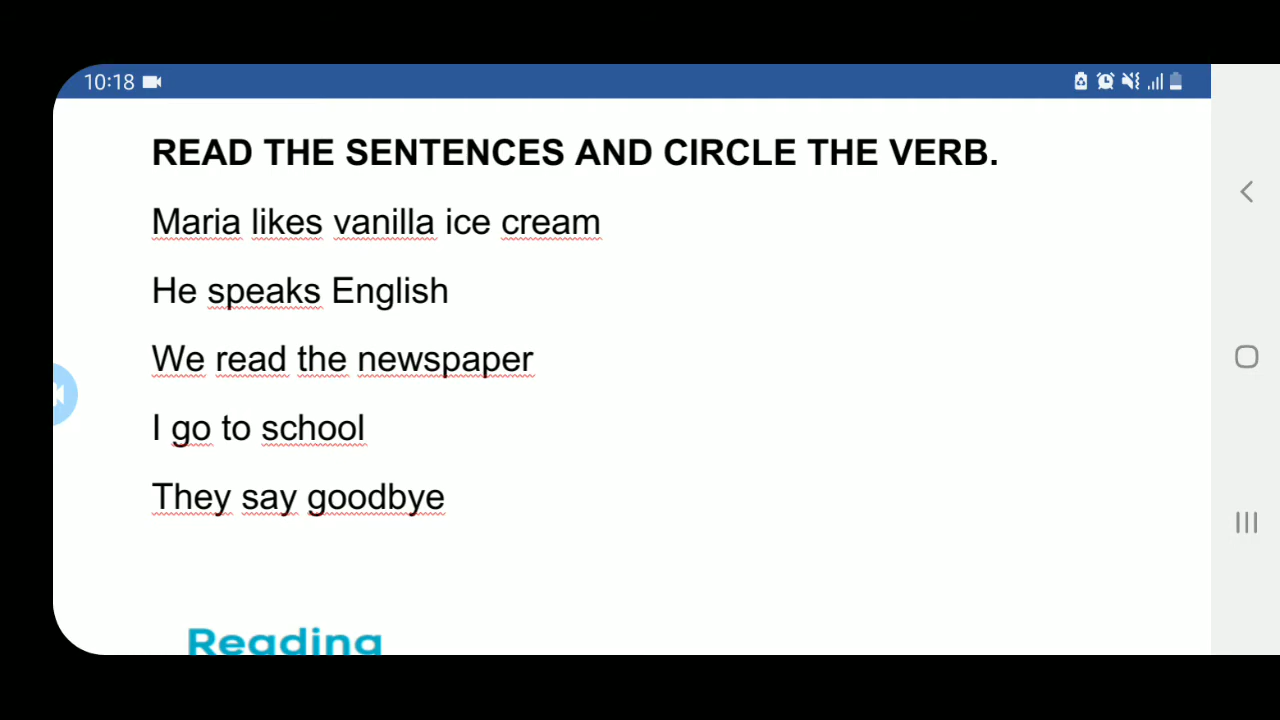 10:18
READ THE SENTENCES AND CIRCLE THE VERB.
Maria likes vanilla ice cream
He speaks English
We read the newspaper
I go to school
They say goodbye
Reading